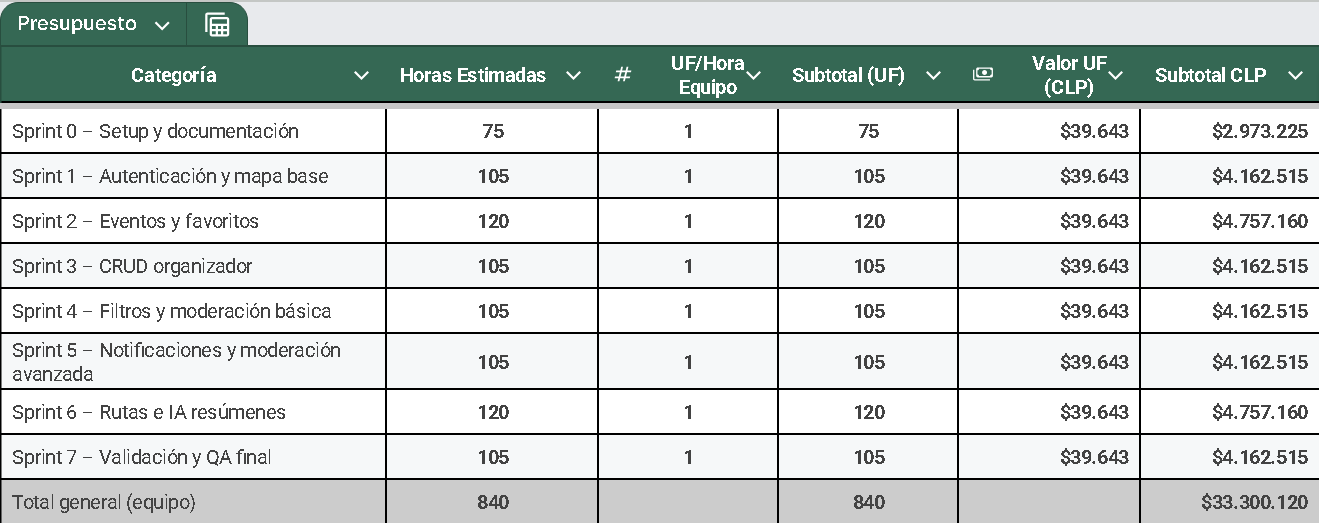 Presupuesto
Categoría Horas Estimadas # UF/Hora Equipo Subtotal (UF) Valor UF (CLP) Subtotal CLP
Sprint 0 – Setup y documentación 75 1 75 $39.643 $2.973.225
Sprint 1 – Autenticación y mapa base 105 1 105 $39.643 $4.162.515
Sprint 2 – Eventos y favoritos 120 1 120 $39.643 $4.757.160
Sprint 3 – CRUD organizador 105 1 105 $39.643 $4.162.515
Sprint 4 – Filtros y moderación básica 105 1 105 $39.643 $4.162.515
Sprint 5 – Notificaciones y moderación avanzada 105 1 105 $39.643 $4.162.515
Sprint 6 – Rutas e IA resúmenes 120 1 120 $39.643 $4.757.160
Sprint 7 – Validación y QA final 105 1 105 $39.643 $4.162.515
Total general (equipo) 840 840 $33.300.120